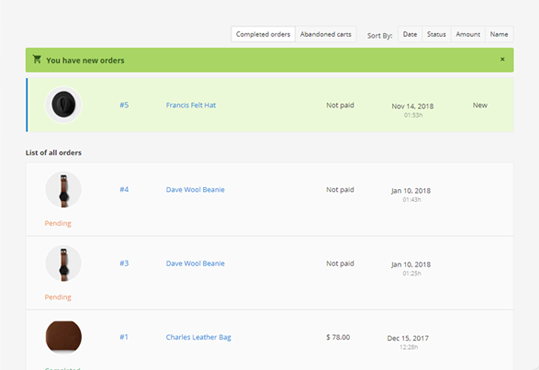 Completed orders Abandoned carts Sort By: Date Status Amount Name
You have new orders ×
#5 Francis Felt Hat Not paid Nov 14, 2018 New
01:53h
List of all orders
#4 Dave Wool Beanie Not paid Jan 10, 2018
01:43h
Pending
#3 Dave Wool Beanie Not paid Jan 10, 2018
01:25h
Pending
#1 Charles Leather Bag $ 78.00 Dec 15, 2017
12:28h